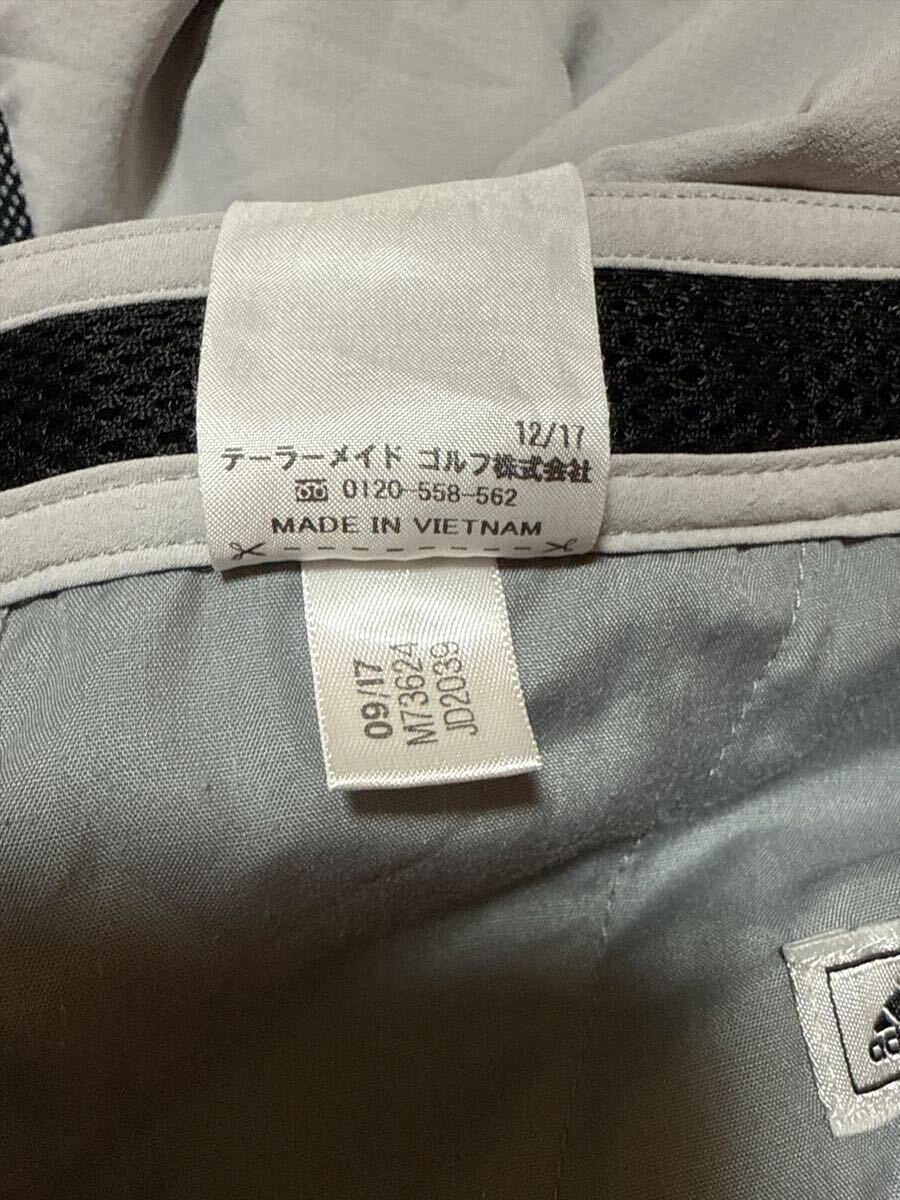 12/17
テーラーメイド ゴルフ株式会社
0120-558-562
MADE IN VIETNAM
09/17
M73624
JD2039